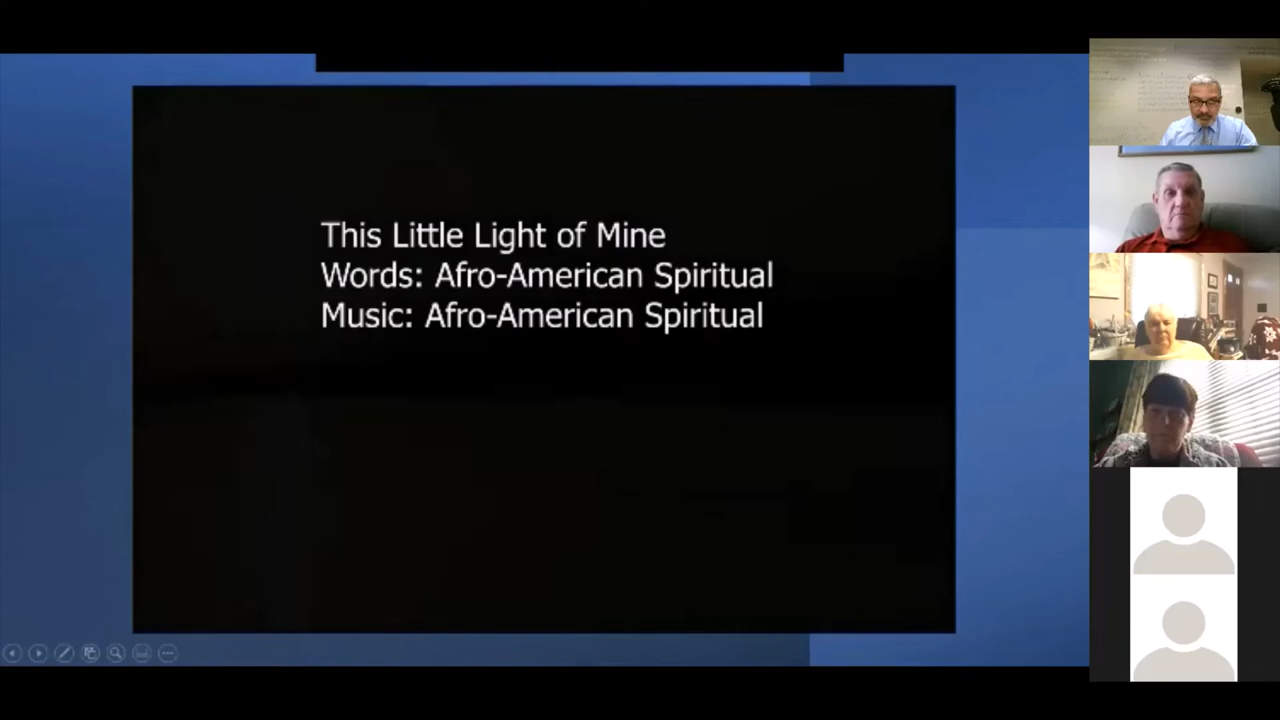 This Little Light of Mine
Words: Afro-American Spiritual
Music: Afro-American Spiritual